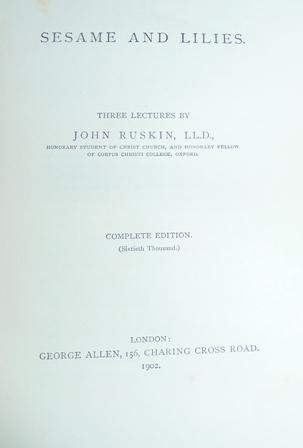 SESAME AND LILIES.
THREE LECTURES BY
JOHN RUSKIN, LL.D.,
HONORARY STUDENT OF CHRIST CHURCH, AND HONORARY FELLOW
OF CORPUS CHRISTI COLLEGE, OXFORD.
COMPLETE EDITION.
(Sixtieth Thousand.)
LONDON:
GEORGE ALLEN, 156, CHARING CROSS ROAD.
1902.